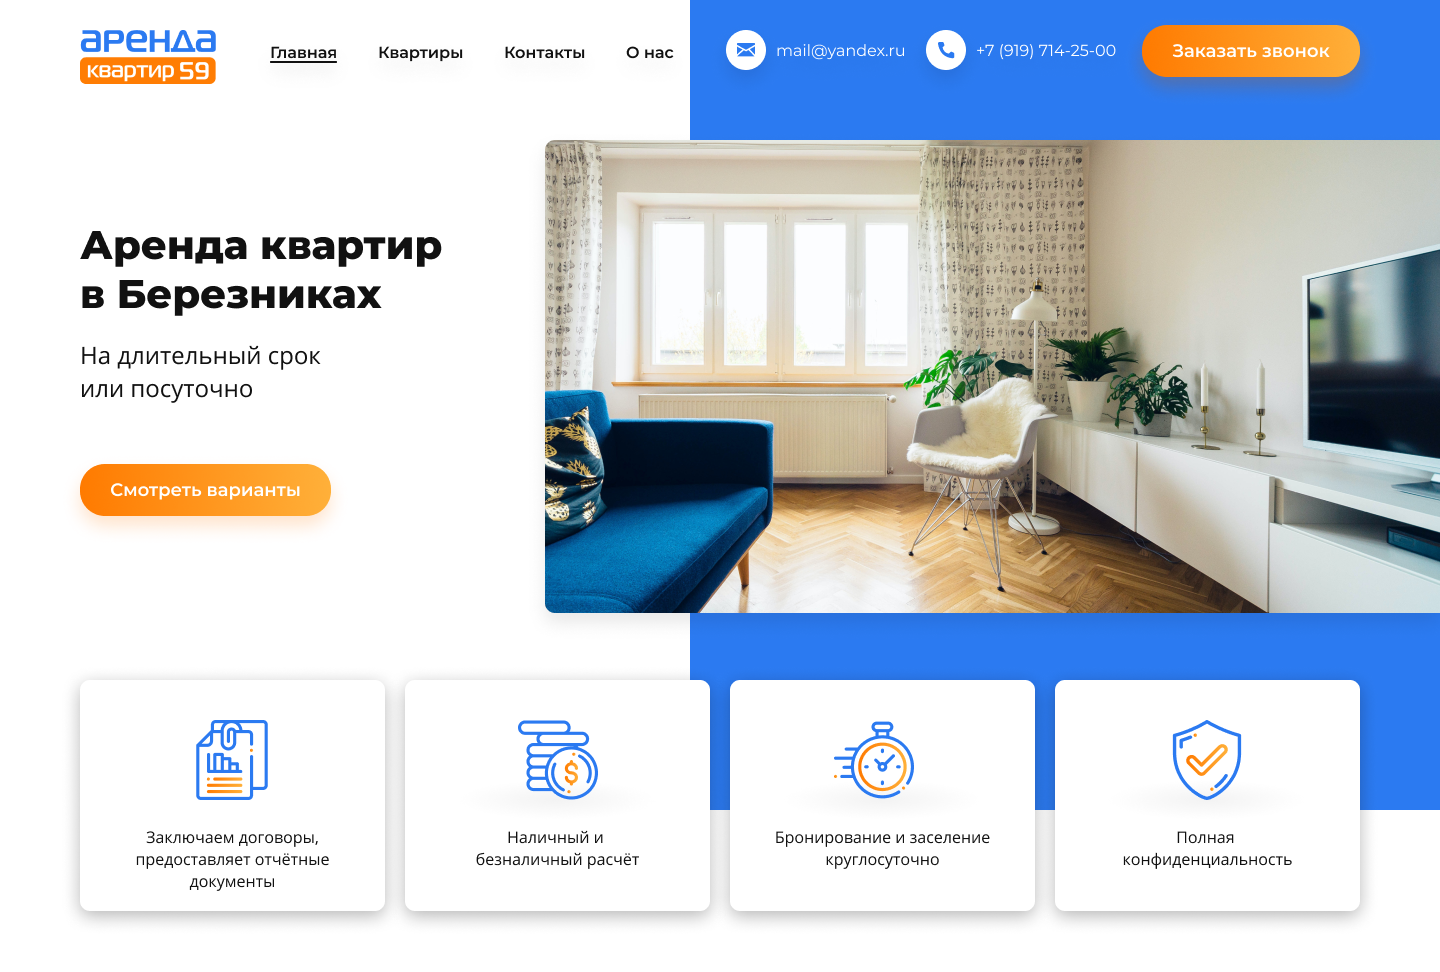 аренда
квартир 59
Главная
Квартиры
Контакты
О нас
mail@yandex.ru
+7 (919) 714-25-00
Заказать звонок
Аренда квартир
в Березниках
На длительный срок
или посуточно
Смотреть варианты
Заключаем договоры,
предоставляет отчётные
документы
Наличный и
безналичный расчёт
Бронирование и заселение
круглосуточно
Полная
конфиденциальность